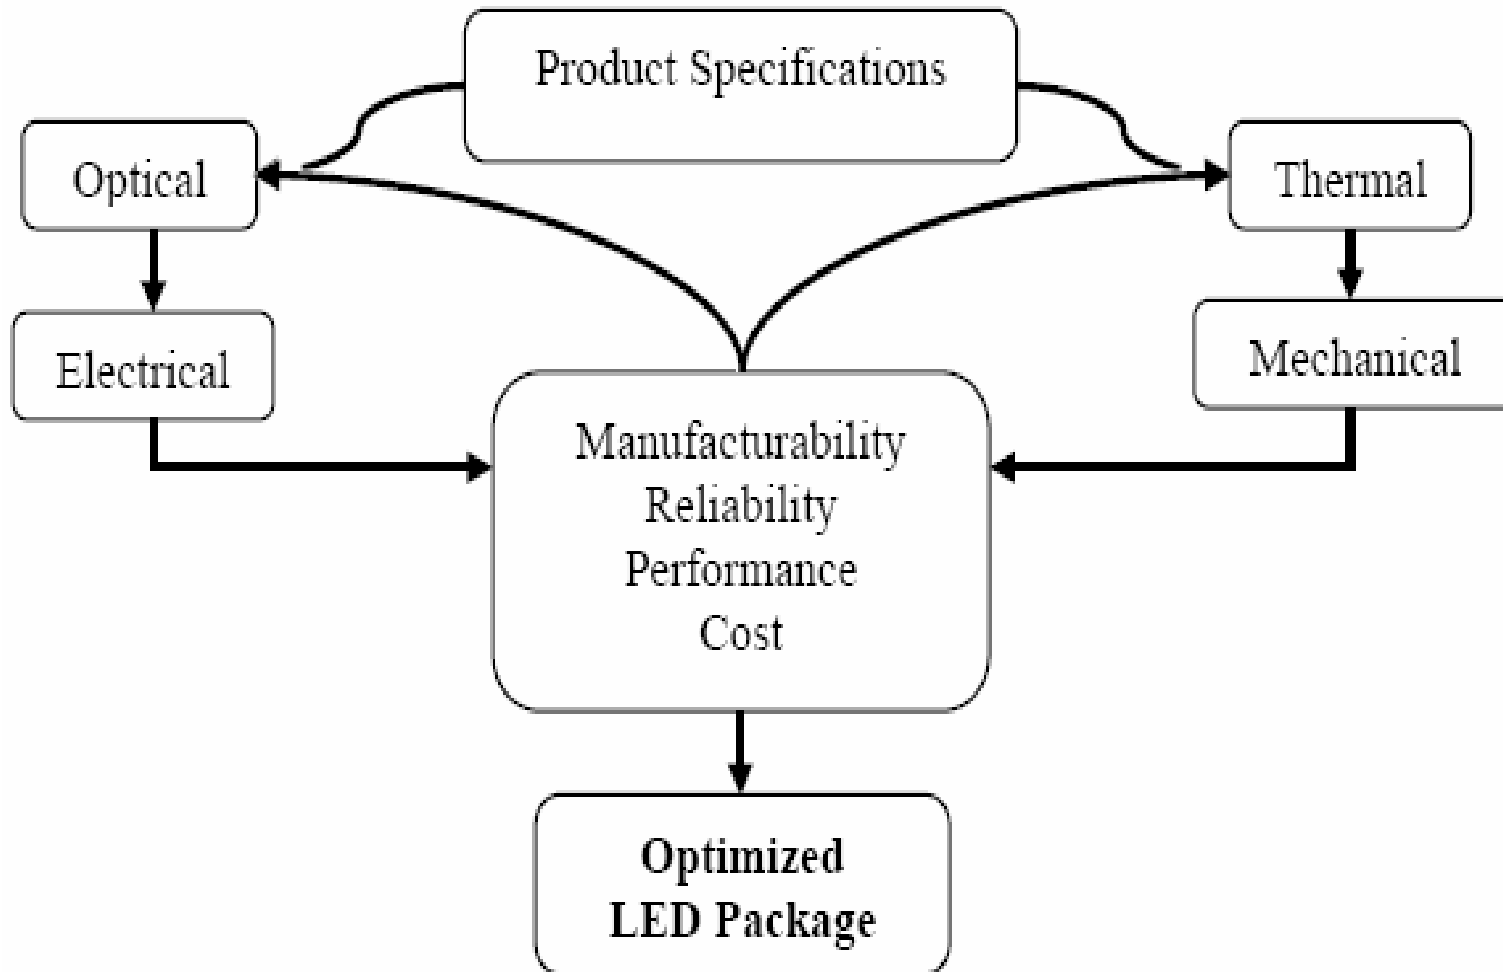 Product Specifications
Optical
Thermal
Electrical
Mechanical
Manufacturability
Reliability
Performance
Cost
Optimized
LED Package